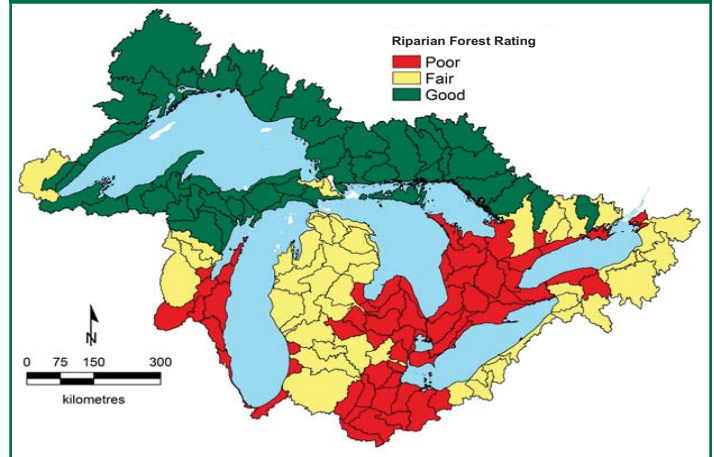 Riparian Forest Rating
Poor
Fair
Good
N
0 75 150 300
kilometres